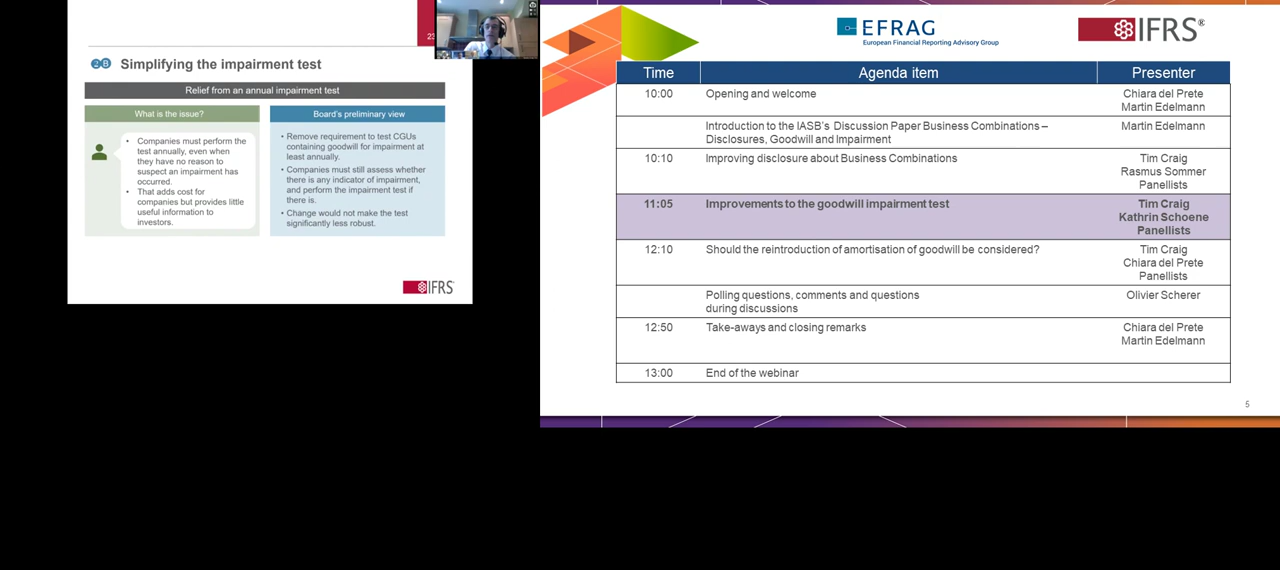 23
2B Simplifying the impairment test
Relief from an annual impairment test
What is the issue?
• Companies must perform the
test annually, even when
they have no reason to
suspect an impairment has
occurred.
• That adds cost for
companies but provides little
useful information to
investors.
Board's preliminary view
• Remove requirement to test CGUs
containing goodwill for impairment at
least annually.
• Companies must still assess whether
there is any indicator of impairment,
and perform the impairment test if
there is.
• Change would not make the test
significantly less robust.
IFRS
EFRAG
European Financial Reporting Advisory Group
IFRS®
Time Agenda item Presenter
10:00 Opening and welcome Chiara del Prete
Martin Edelmann
Introduction to the IASB's Discussion Paper Business Combinations – Martin Edelmann
Disclosures, Goodwill and Impairment
10:10 Improving disclosure about Business Combinations Tim Craig
Rasmus Sommer
Panellists
11:05 Improvements to the goodwill impairment test Tim Craig
Kathrin Schoene
Panellists
12:10 Should the reintroduction of amortisation of goodwill be considered? Tim Craig
Chiara del Prete
Panellists
Polling questions, comments and questions Olivier Scherer
during discussions
12:50 Take-aways and closing remarks Chiara del Prete
Martin Edelmann
13:00 End of the webinar
5